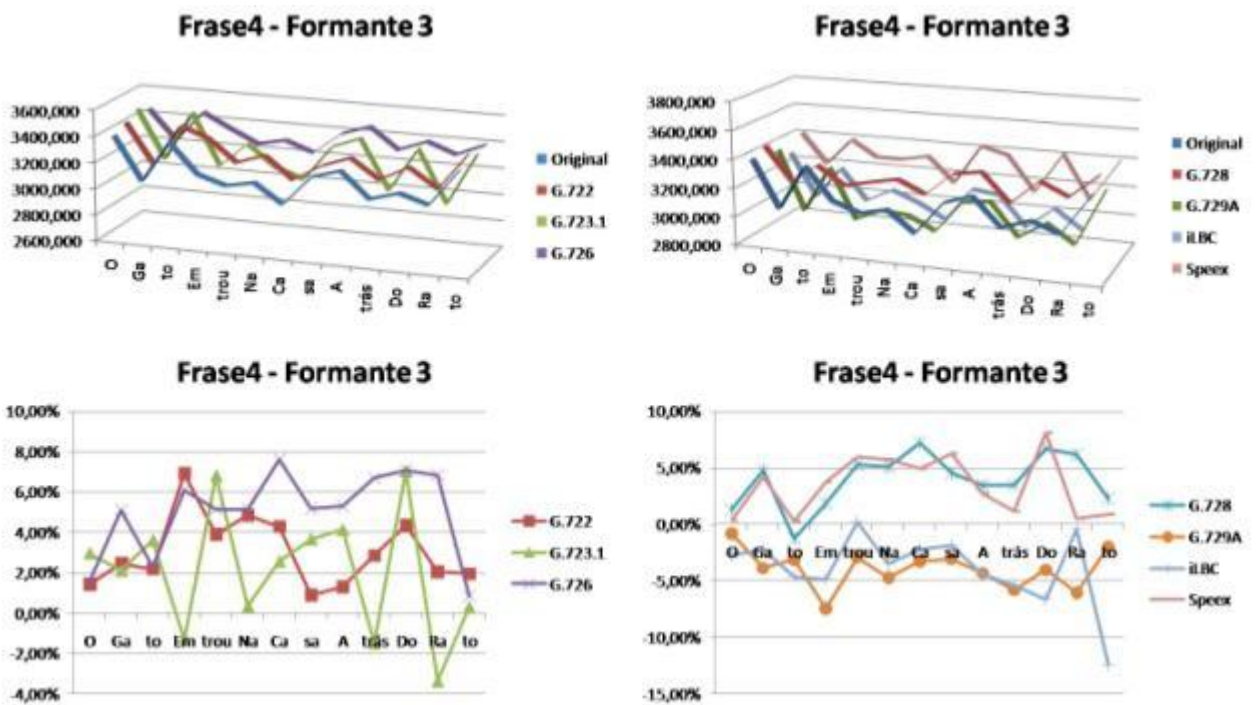 Frase4 - Formante 3
3600,000
3400,000
3200,000
3000,000
2800,000
2600,000
O
Ga
to
Em
trou
Na
Ca
sa
A
trás
Do
Ra
to
Original
G.722
G.723.1
G.726
Frase4 - Formante 3
3800,000
3600,000
3400,000
3200,000
3000,000
2800,000
O
Ga
to
Em
trou
Na
Ca
sa
A
trás
Do
Ra
to
Original
G.728
G.729A
iLBC
Speex
Frase4 - Formante 3
10,00%
8,00%
6,00%
4,00%
2,00%
0,00%
-2,00%
-4,00%
O Ga to Em trou Na Ca sa A trás Do Ra to
G.722
G.723.1
G.726
Frase4 - Formante 3
10,00%
5,00%
0,00%
-5,00%
-10,00%
-15,00%
O Ga to Em trou Na Ca sa A trás Do Ra to
G.728
G.729A
iLBC
Speex